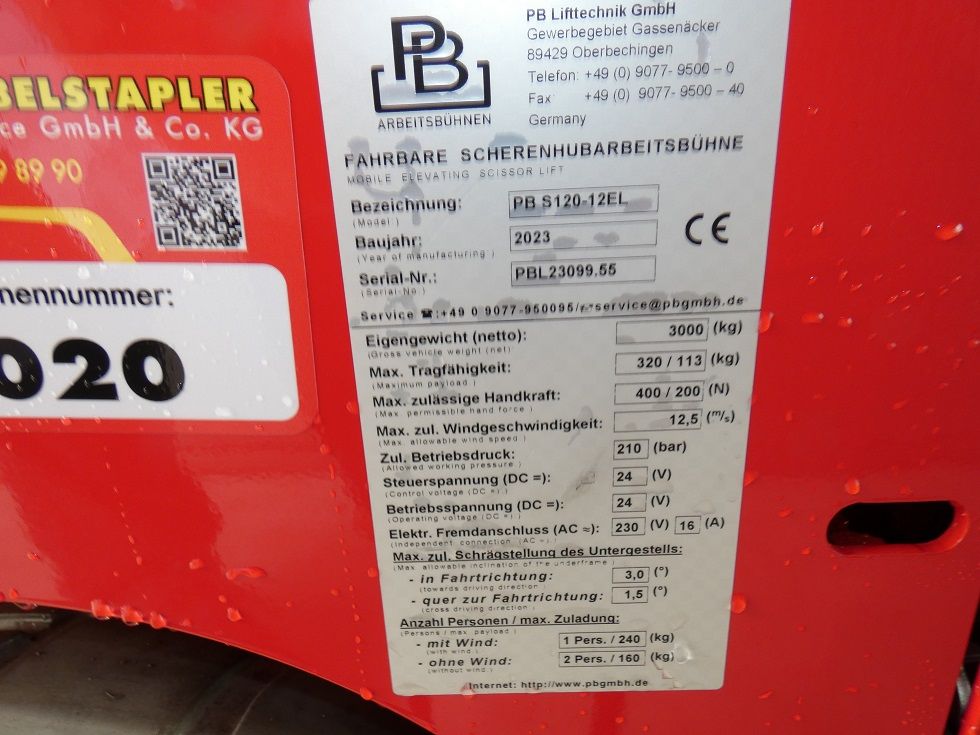 BELSTAPLER
ce GmbH & Co. KG
9 89 90
nennummer:
020
PB
ARBEITSBÜHNEN
PB Lifttechnik GmbH
Gewerbegebiet Gassenäcker
89429 Oberbechingen
Telefon: +49 (0) 9077- 9500 – 0
Fax +49 (0) 9077- 9500 – 40
Germany
FAHRBARE SCHERENHUBARBEITSBÜHNE
MOBILE ELEVATING SCISSOR LIFT
Bezeichnung: PB S120-12EL
(Model:)
Baujahr: 2023
(Year of manufacturing)
Serial-Nr.: PBL23099.55
(Serial-No.)
CE
Service ☎:+49 0 9077-950095/ service@pbgmbh.de
Eigengewicht (netto): 3000 (kg)
(Gross vehicle weight (net)
Max. Tragfähigkeit: 320 / 113 (kg)
(Maximum payload)
Max. zulässige Handkraft: 400 / 200 (N)
(Max. permissible hand force)
Max. zul. Windgeschwindigkeit: 12,5 (m/s)
(Max. allowable wind speed)
Zul. Betriebsdruck: 210 (bar)
(Allowed working pressure)
Steuerspannung (DC =): 24 (V)
(Control voltage (DC =)
Betriebsspannung (DC =): 24 (V)
(Operating voltage (DC =)
Elektr. Fremdanschluss (AC ≈): 230 (V) 16 (A)
(Independent connection (AC ≈)
Max. zul. Schrägstellung des Untergestells:
(Max. allowable inclination of the underframe)
- in Fahrtrichtung: 3,0 (°)
(towards driving direction)
- quer zur Fahrtrichtung: 1,5 (°)
(cross driving direction)
Anzahl Personen / max. Zuladung:
(Persons / max. payload)
- mit Wind: 1 Pers. / 240 (kg)
(with wind)
- ohne Wind: 2 Pers. / 160 (kg)
(without wind)
Internet: http://www.pbgmbh.de